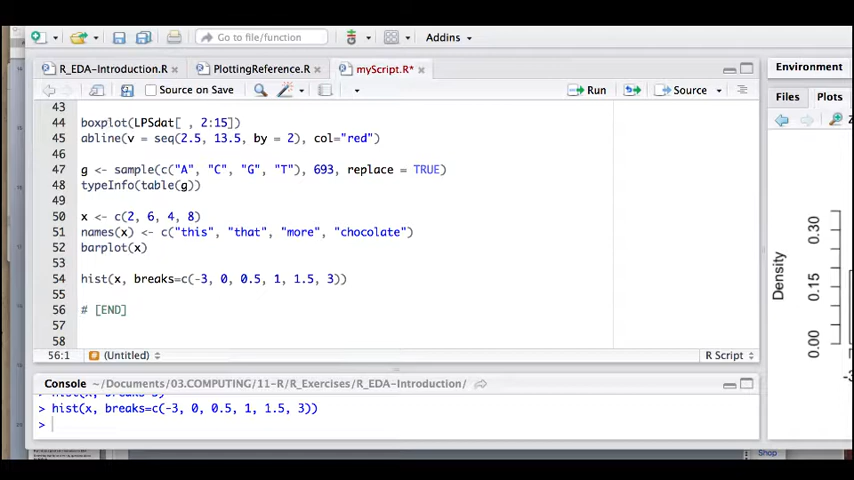 Go to file/function
Addins
R_EDA-Introduction.R
PlottingReference.R
myScript.R*
Environment
Source on Save
Run
Source
Files
Plots
43
44 boxplot(LPSdat[ , 2:15])
45 abline(v = seq(2.5, 13.5, by = 2), col="red")
46
47 g <- sample(c("A", "C", "G", "T"), 693, replace = TRUE)
48 typeInfo(table(g))
49
50 x <- c(2, 6, 4, 8)
51 names(x) <- c("this", "that", "more", "chocolate")
52 barplot(x)
53
54 hist(x, breaks=c(-3, 0, 0.5, 1, 1.5, 3))
55
56 # [END]
57
58
56:1
(Untitled)
R Script
Density
0.00 0.15 0.30
-3
Console ~/Documents/03.COMPUTING/11-R/R_Exercises/R_EDA-Introduction/
> hist(x, breaks=c(-3, 0, 0.5, 1, 1.5, 3))
>
Shap